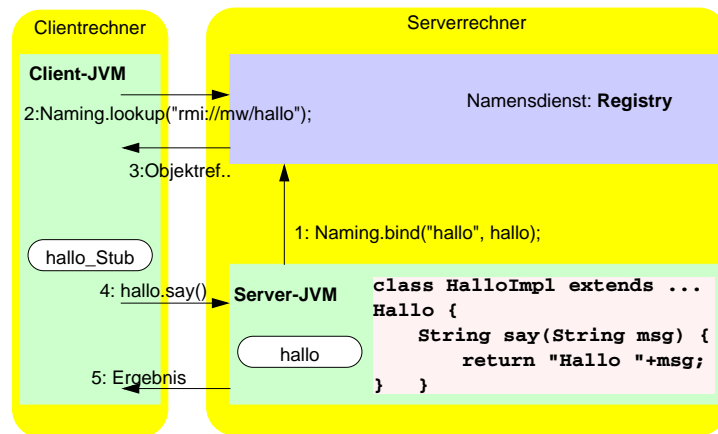 Clientrechner
Serverrechner
Client-JVM
2:Naming.lookup("rmi://mw/hallo");
Namensdienst: Registry
3:Objektref..
1: Naming.bind("hallo", hallo);
hallo_Stub
4: hallo.say()
Server-JVM
class HalloImpl extends ...
Hallo {
String say(String msg) {
return "Hallo "+msg;
} }
hallo
5: Ergebnis